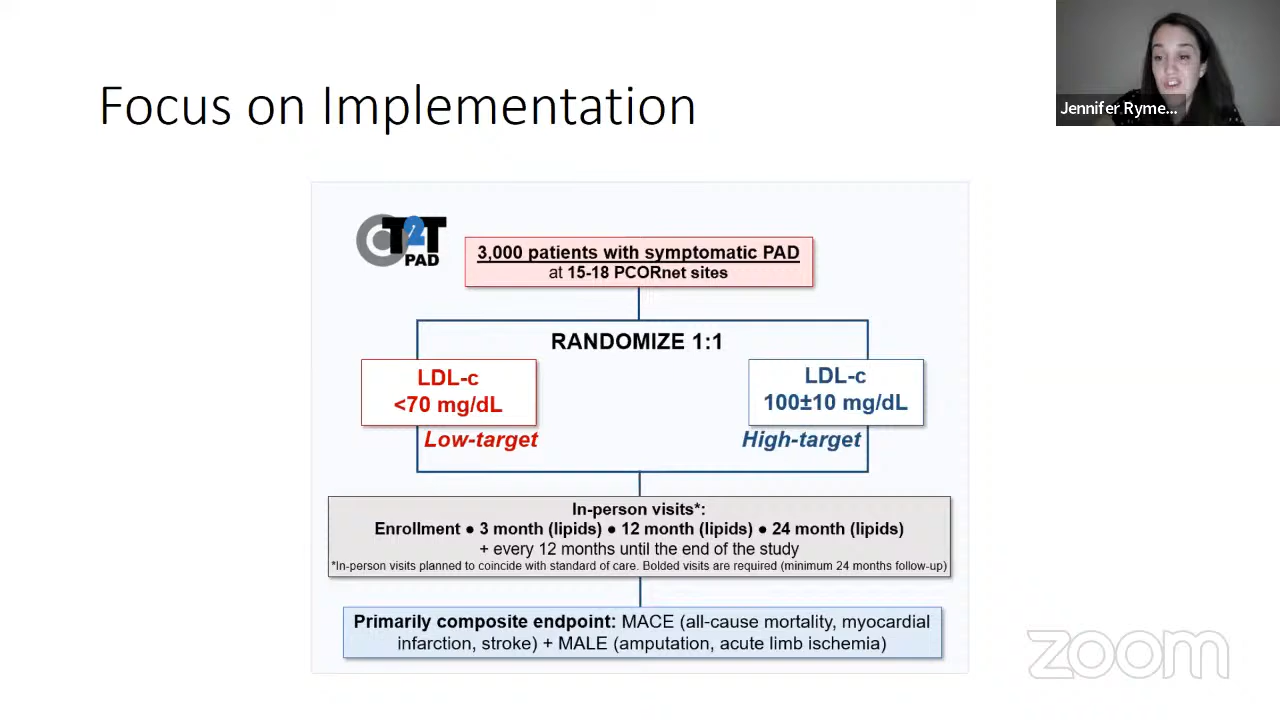 Focus on Implementation
Jennifer Ryme...
T2T
PAD
3,000 patients with symptomatic PAD
at 15-18 PCORnet sites
RANDOMIZE 1:1
LDL-c
<70 mg/dL
Low-target
LDL-c
100±10 mg/dL
High-target
In-person visits*:
Enrollment ● 3 month (lipids) ● 12 month (lipids) ● 24 month (lipids)
+ every 12 months until the end of the study
*In-person visits planned to coincide with standard of care. Bolded visits are required (minimum 24 months follow-up)
Primarily composite endpoint: MACE (all-cause mortality, myocardial
infarction, stroke) + MALE (amputation, acute limb ischemia)
zoom